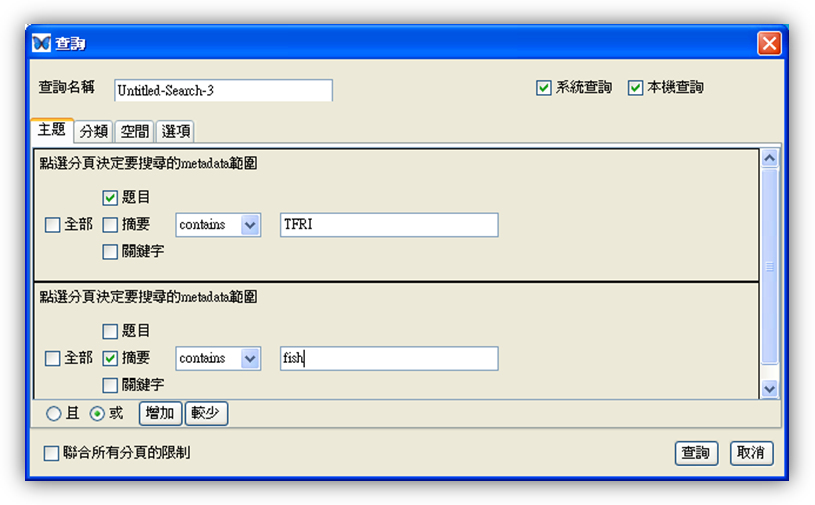 查詢
查詢名稱 Untitled-Search-3 系統查詢 本機查詢
主題 分類 空間 選項
點選分頁決定要搜尋的metadata範圍
題目
全部 摘要 contains TFRI
關鍵字
點選分頁決定要搜尋的metadata範圍
題目
全部 摘要 contains fish
關鍵字
且 或 增加 較少
聯合所有分頁的限制 查詢 取消